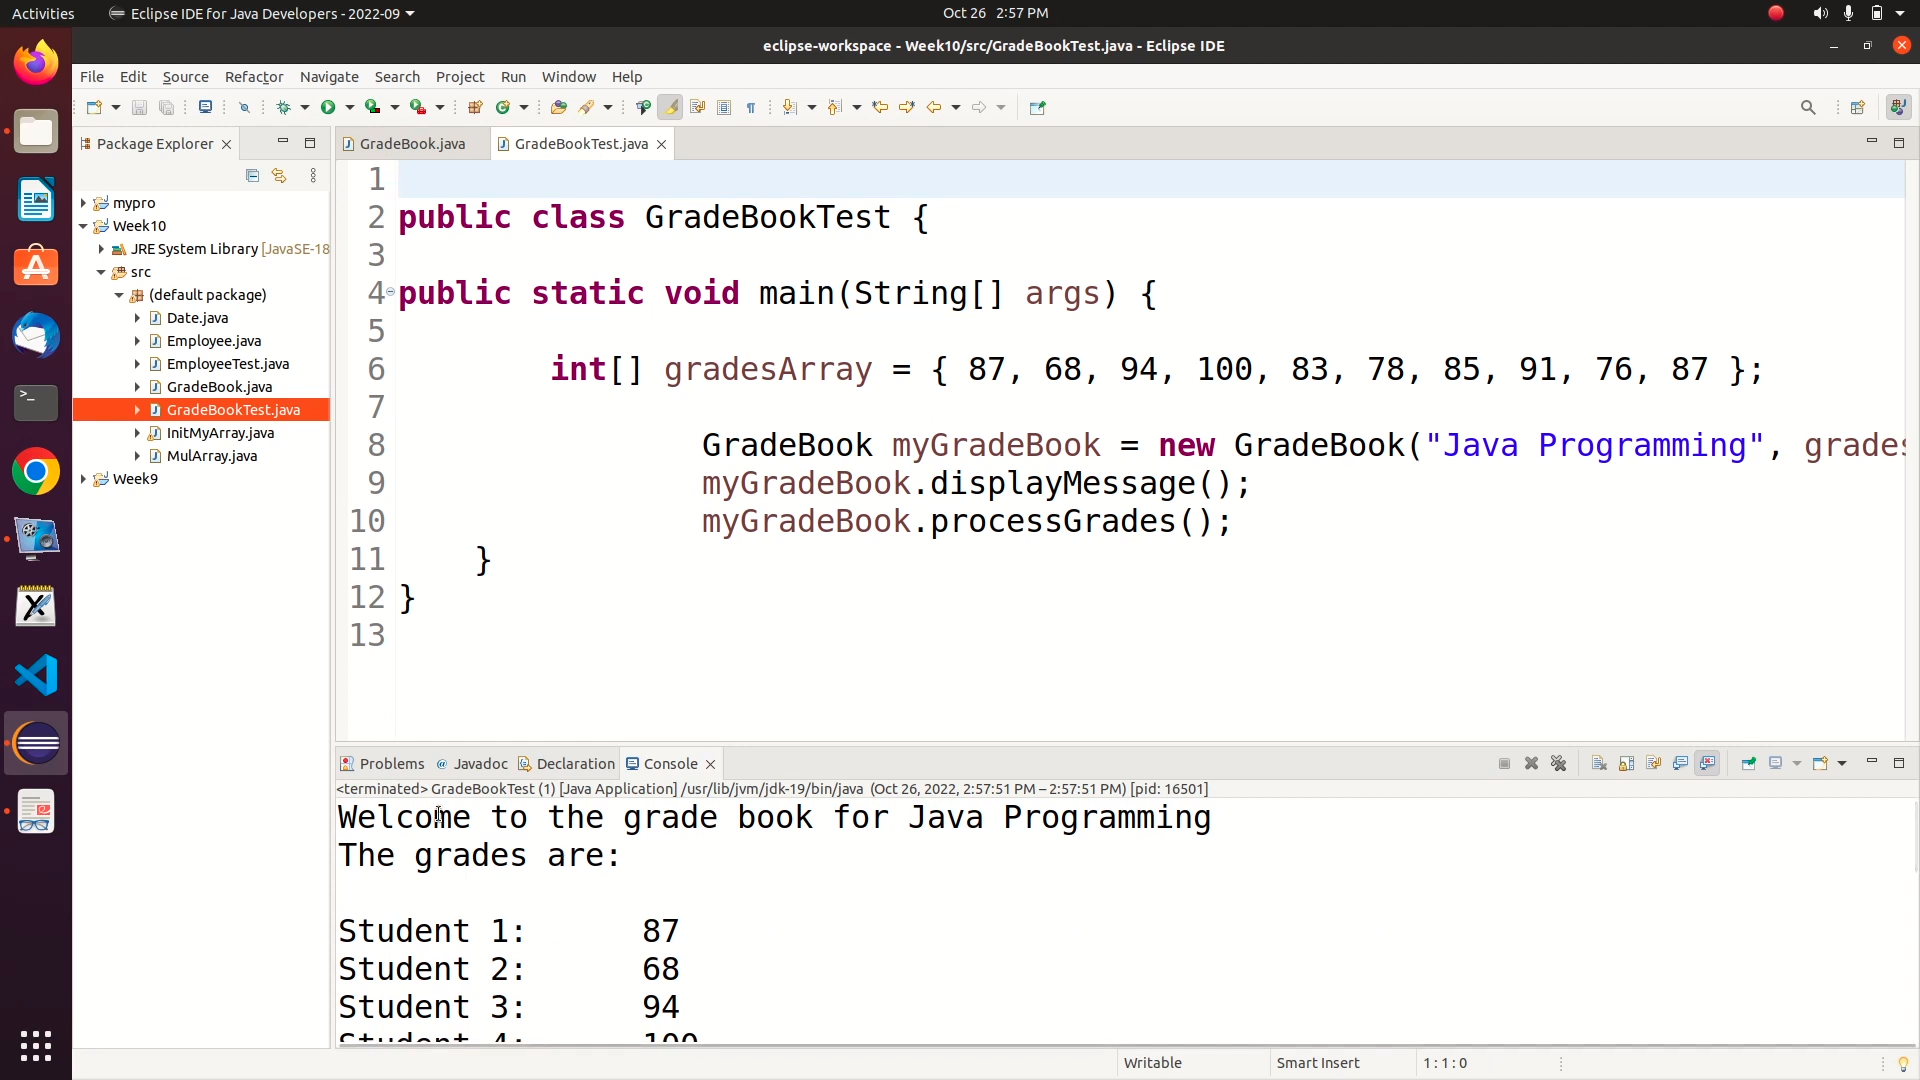 Activities
Eclipse IDE for Java Developers - 2022-09
Oct 26 2:57 PM
eclipse-workspace - Week10/src/GradeBookTest.java - Eclipse IDE
File Edit Source Refactor Navigate Search Project Run Window Help
Package Explorer
GradeBook.java
GradeBookTest.java
mypro
Week10
JRE System Library [JavaSE-18
src
(default package)
Date.java
Employee.java
EmployeeTest.java
GradeBook.java
GradeBookTest.java
InitMyArray.java
MulArray.java
Week9
1
2 public class GradeBookTest {
3
4 public static void main(String[] args) {
5
6 int[] gradesArray = { 87, 68, 94, 100, 83, 78, 85, 91, 76, 87 };
7
8 GradeBook myGradeBook = new GradeBook("Java Programming", grades
9 myGradeBook.displayMessage();
10 myGradeBook.processGrades();
11 }
12 }
13
Problems Javadoc Declaration Console
<terminated> GradeBookTest (1) [Java Application] /usr/lib/jvm/jdk-19/bin/java (Oct 26, 2022, 2:57:51 PM – 2:57:51 PM) [pid: 16501]
Welcome to the grade book for Java Programming
The grades are:
Student 1: 87
Student 2: 68
Student 3: 94
Student 4: 100
Writable
Smart Insert
1 : 1 : 0